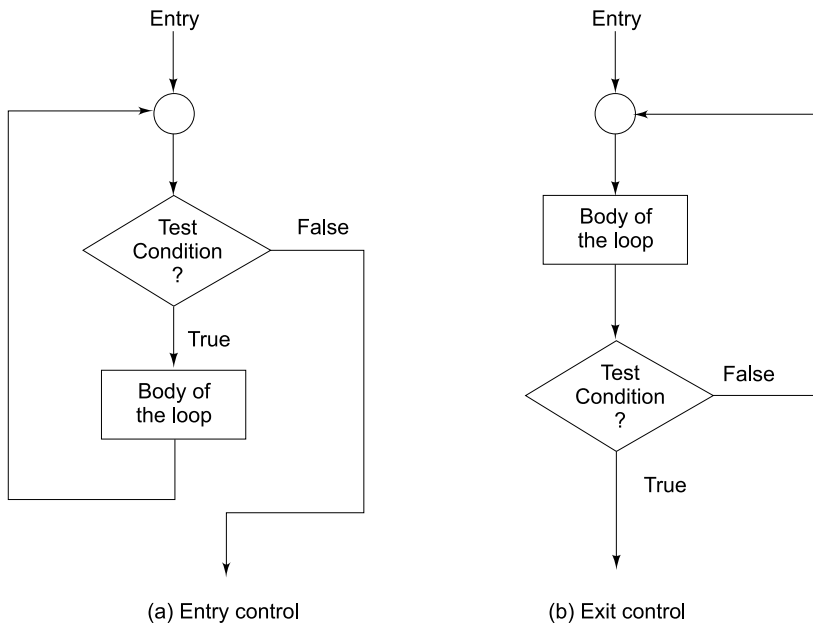 Entry
Test
Condition
?
False
True
Body of
the loop
(a) Entry control
Entry
Body of
the loop
Test
Condition
?
False
True
(b) Exit control